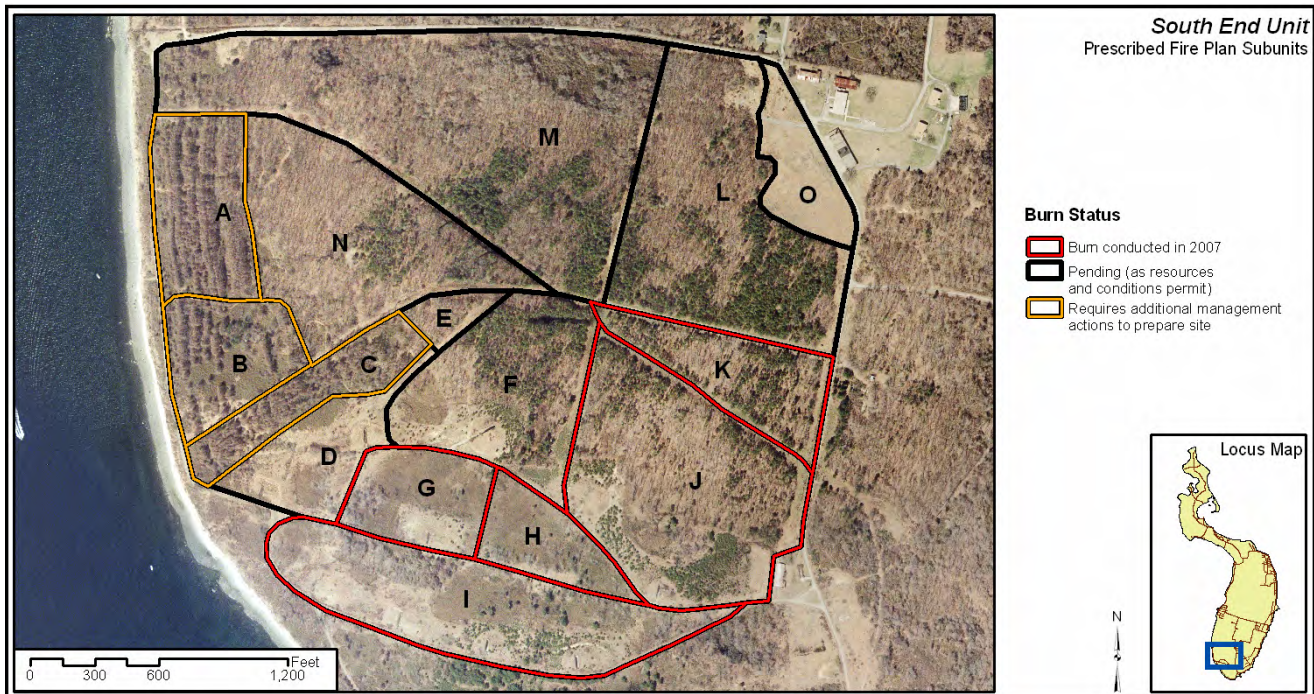 South End Unit
Prescribed Fire Plan Subunits
M
L
O
A
N
E
B
C
K
F
D
G
J
H
I
Burn Status
Burn conducted in 2007
Pending (as resources
and conditions permit)
Requires additional management
actions to prepare site
Locus Map
N
Feet
0 300 600 1,200